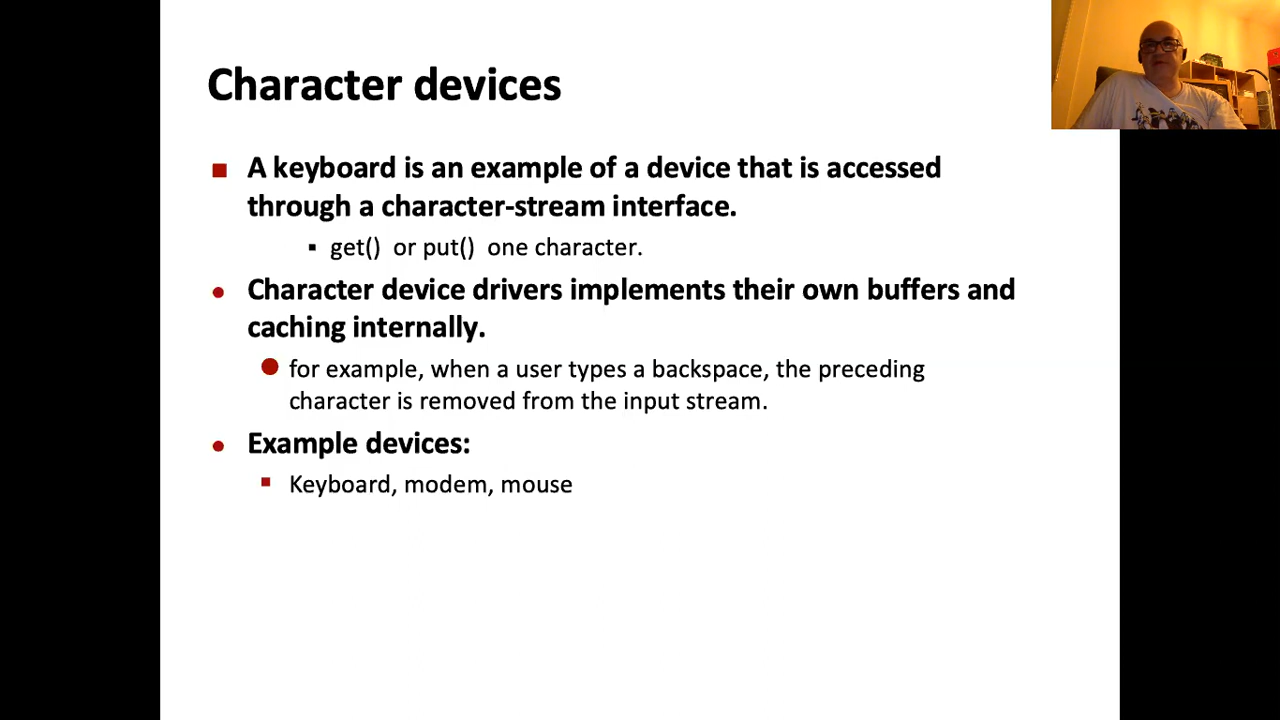 Character devices
A keyboard is an example of a device that is accessed
through a character-stream interface.
get() or put() one character.
Character device drivers implements their own buffers and
caching internally.
for example, when a user types a backspace, the preceding
character is removed from the input stream.
Example devices:
Keyboard, modem, mouse